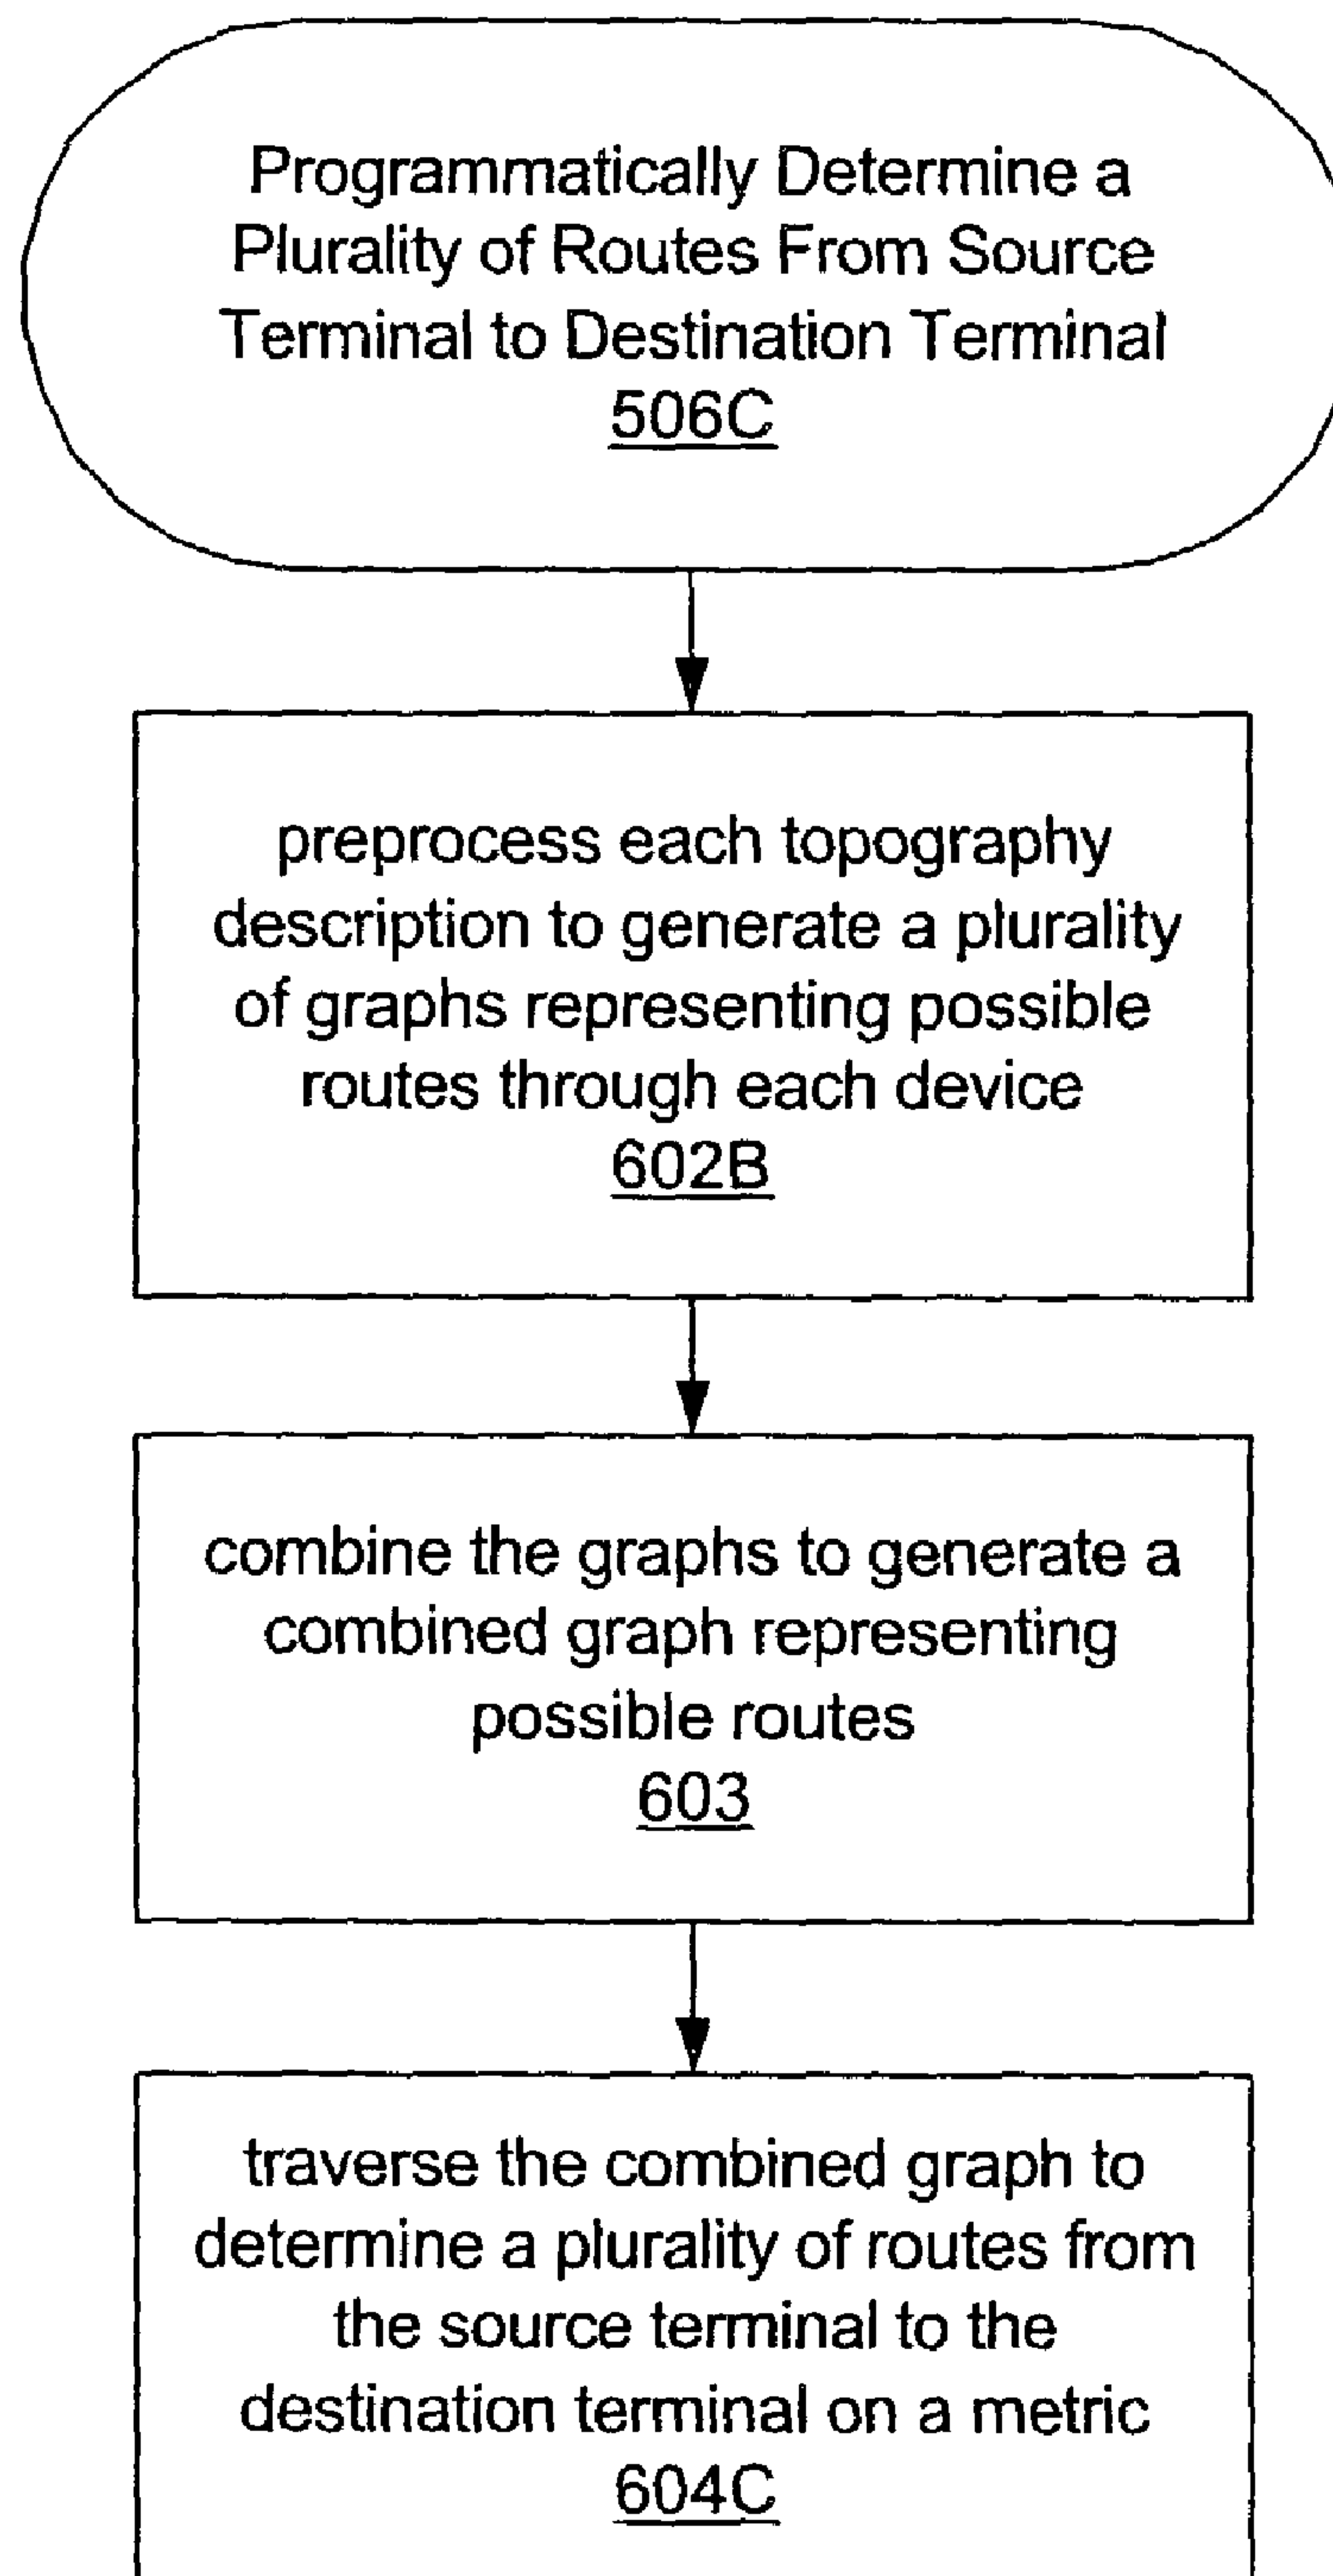 Programmatically Determine a
Plurality of Routes From Source
Terminal to Destination Terminal
506C
preprocess each topography
description to generate a plurality
of graphs representing possible
routes through each device
602B
combine the graphs to generate a
combined graph representing
possible routes
603
traverse the combined graph to
determine a plurality of routes from
the source terminal to the
destination terminal on a metric
604C